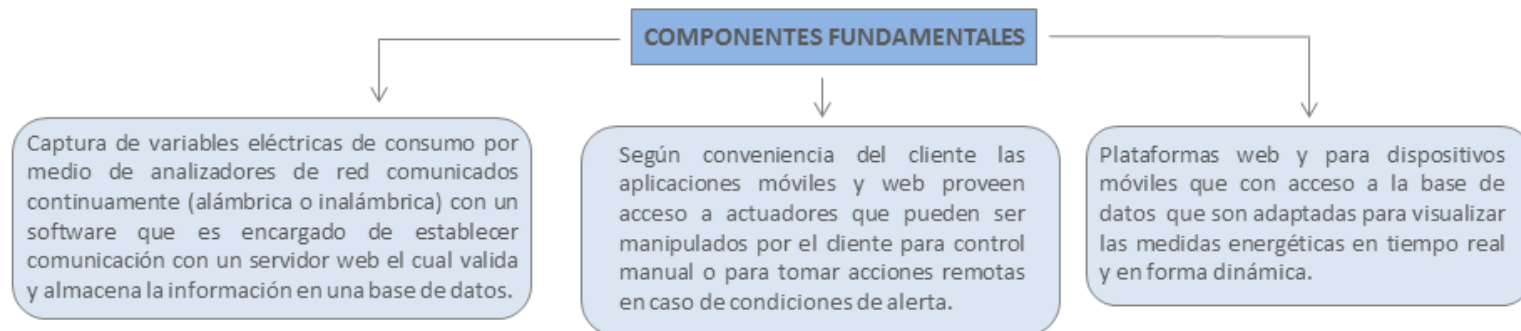 COMPONENTES FUNDAMENTALES
Captura de variables eléctricas de consumo por
medio de analizadores de red comunicados
continuamente (alámbrica o inalámbrica) con un
software que es encargado de establecer
comunicación con un servidor web el cual valida
y almacena la información en una base de datos.
Según conveniencia del cliente las
aplicaciones móviles y web proveen
acceso a actuadores que pueden ser
manipulados por el cliente para control
manual o para tomar acciones remotas
en caso de condiciones de alerta.
Plataformas web y para dispositivos
móviles que con acceso a la base de
datos que son adaptadas para visualizar
las medidas energéticas en tiempo real
y en forma dinámica.